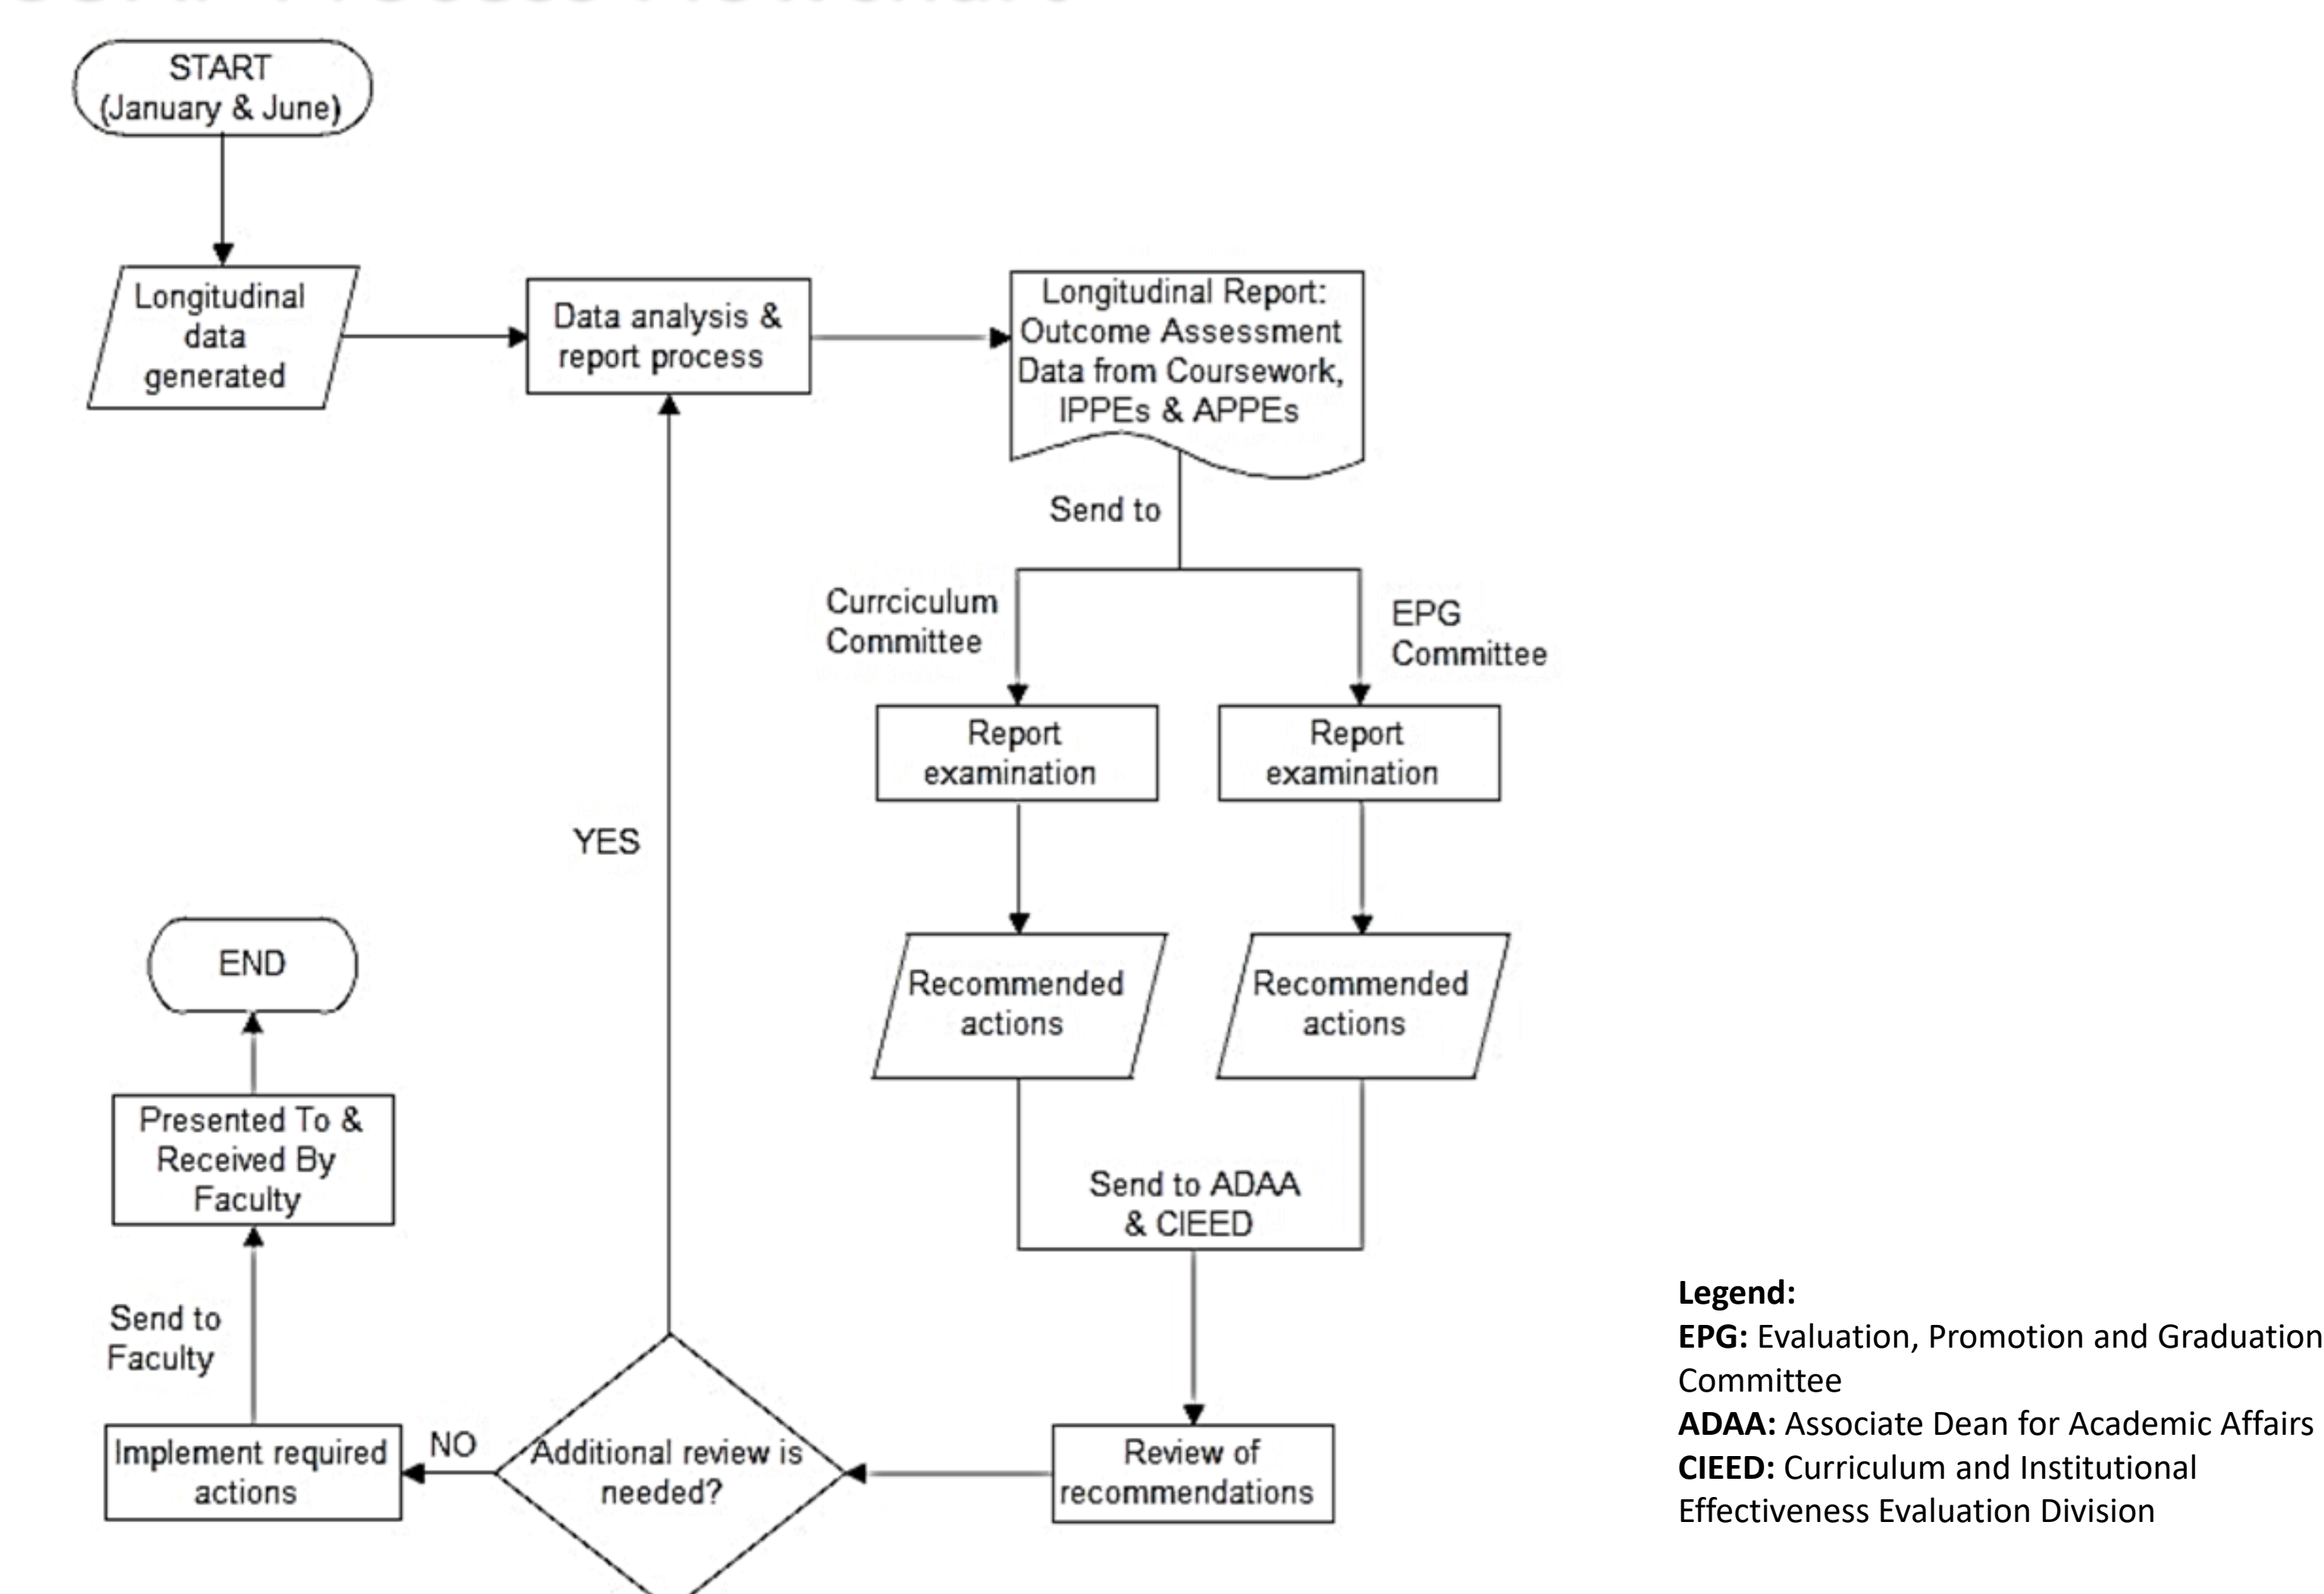 START
(January & June)
Longitudinal
data
generated
Data analysis &
report process
Longitudinal Report:
Outcome Assessment
Data from Coursework,
IPPEs & APPEs
Send to
Currciculum
Committee
EPG
Committee
Report
examination
Report
examination
YES
Recommended
actions
Recommended
actions
END
Presented To &
Received By
Faculty
Send to ADAA
& CIEED
Send to
Faculty
Implement required
actions
NO
Additional review is
needed?
Review of
recommendations
Legend:
EPG: Evaluation, Promotion and Graduation
Committee
ADAA: Associate Dean for Academic Affairs
CIEED: Curriculum and Institutional
Effectiveness Evaluation Division